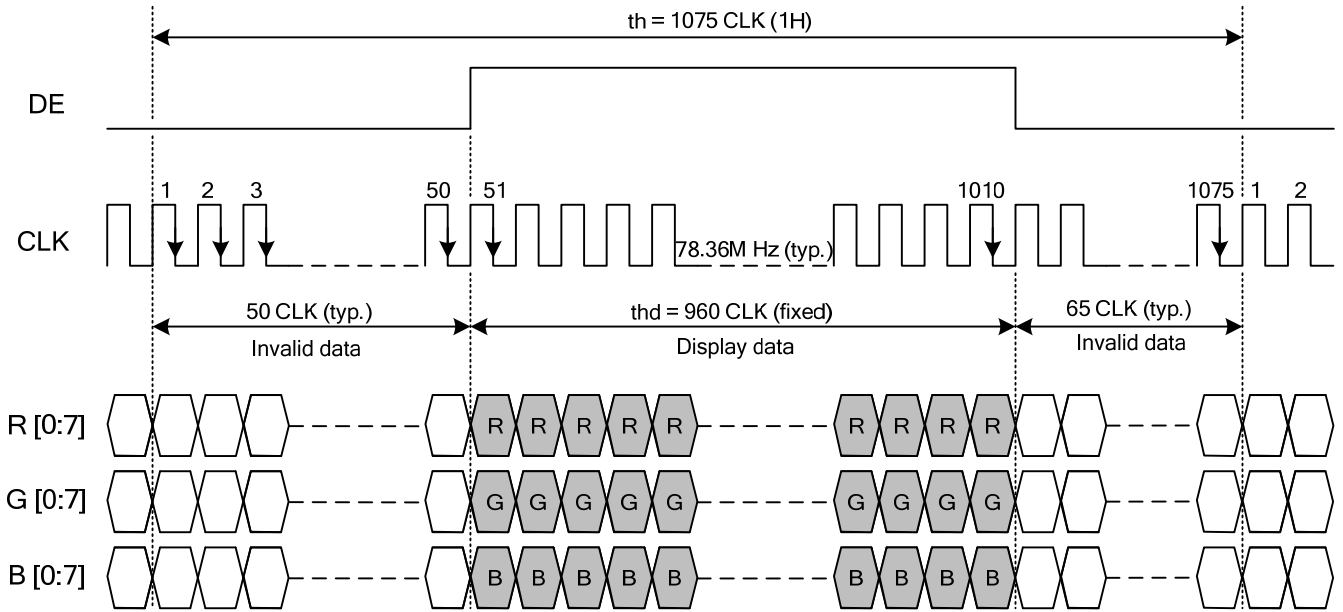 th = 1075 CLK (1H)
DE
1 2 3 50 51 1010 1075 1 2
CLK
78.36M Hz (typ.)
50 CLK (typ.) thd = 960 CLK (fixed) 65 CLK (typ.)
Invalid data Display data Invalid data
R [0:7] R R R R R R R R R
G [0:7] G G G G G G G G G
B [0:7] B B B B B B B B B